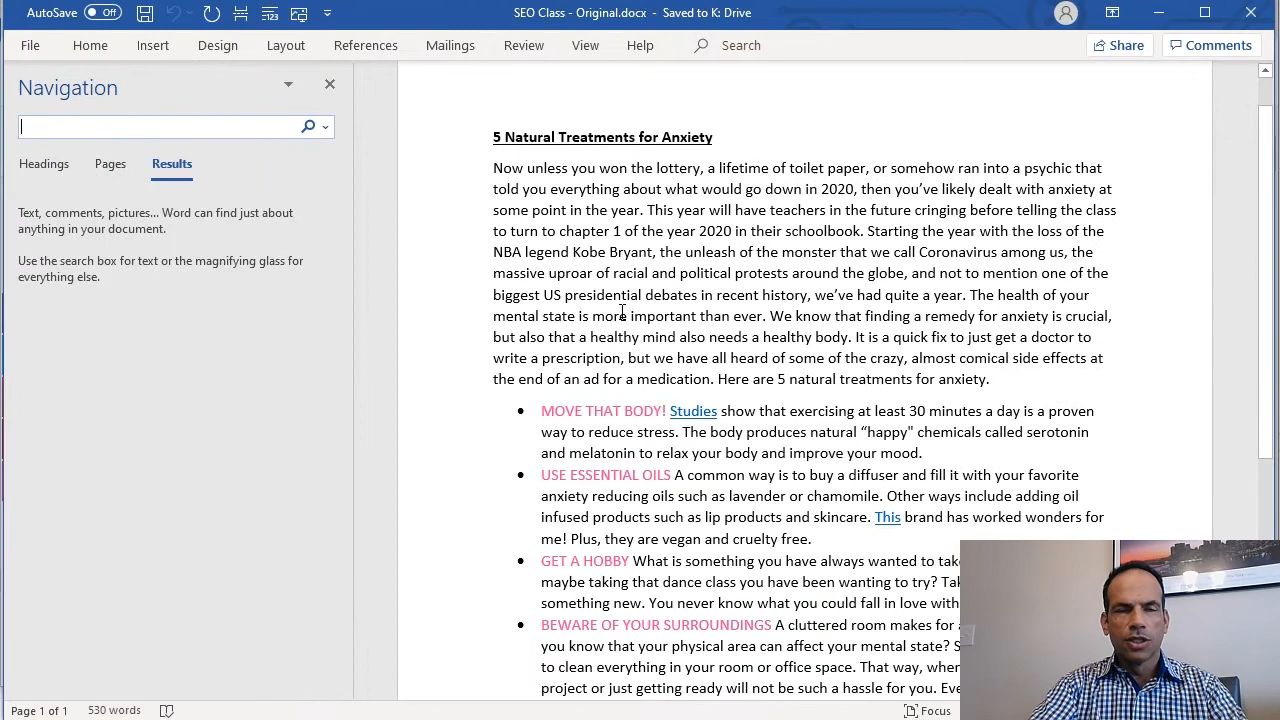 AutoSave Off SEO Class - Original.docx - Saved to K: Drive
File Home Insert Design Layout References Mailings Review View Help Search Share Comments
Navigation
Headings Pages Results
Text, comments, pictures... Word can find just about
anything in your document.
Use the search box for text or the magnifying glass for
everything else.
5 Natural Treatments for Anxiety
Now unless you won the lottery, a lifetime of toilet paper, or somehow ran into a psychic that
told you everything about what would go down in 2020, then you’ve likely dealt with anxiety at
some point in the year. This year will have teachers in the future cringing before telling the class
to turn to chapter 1 of the year 2020 in their schoolbook. Starting the year with the loss of the
NBA legend Kobe Bryant, the unleash of the monster that we call Coronavirus among us, the
massive uproar of racial and political protests around the globe, and not to mention one of the
biggest US presidential debates in recent history, we’ve had quite a year. The health of your
mental state is more important than ever. We know that finding a remedy for anxiety is crucial,
but also that a healthy mind also needs a healthy body. It is a quick fix to just get a doctor to
write a prescription, but we have all heard of some of the crazy, almost comical side effects at
the end of an ad for a medication. Here are 5 natural treatments for anxiety.
• MOVE THAT BODY! Studies show that exercising at least 30 minutes a day is a proven
way to reduce stress. The body produces natural “happy" chemicals called serotonin
and melatonin to relax your body and improve your mood.
• USE ESSENTIAL OILS A common way is to buy a diffuser and fill it with your favorite
anxiety reducing oils such as lavender or chamomile. Other ways include adding oil
infused products such as lip products and skincare. This brand has worked wonders for
me! Plus, they are vegan and cruelty free.
• GET A HOBBY What is something you have always wanted to
maybe taking that dance class you have been wanting to try?
something new. You never know what you could fall in love with
• BEWARE OF YOUR SURROUNDINGS A cluttered room makes for
you know that your physical area can affect your mental state?
to clean everything in your room or office space. That way,
project or just getting ready will not be such a hassle for you.
Page 1 of 1 530 words Focus